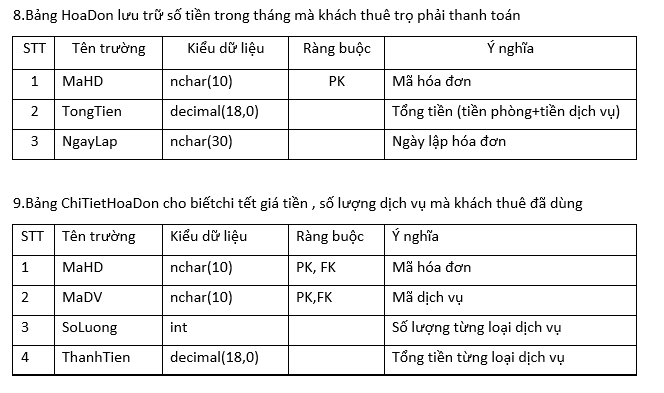 8.Bảng HoaDon lưu trữ số tiền trong tháng mà khách thuê trọ phải thanh toán
STT Tên trường Kiểu dữ liệu Ràng buộc Ý nghĩa
1 MaHD nchar(10) PK Mã hóa đơn
2 TongTien decimal(18,0) Tổng tiền (tiền phòng+tiền dịch vụ)
3 NgayLap nchar(30) Ngày lập hóa đơn
9.Bảng ChiTietHoaDon cho biếtchi tết giá tiền , số lượng dịch vụ mà khách thuê đã dùng
STT Tên trường Kiểu dữ liệu Ràng buộc Ý nghĩa
1 MaHD nchar(10) PK, FK Mã hóa đơn
2 MaDV nchar(10) PK,FK Mã dịch vụ
3 SoLuong int Số lượng từng loại dịch vụ
4 ThanhTien decimal(18,0) Tổng tiền từng loại dịch vụ